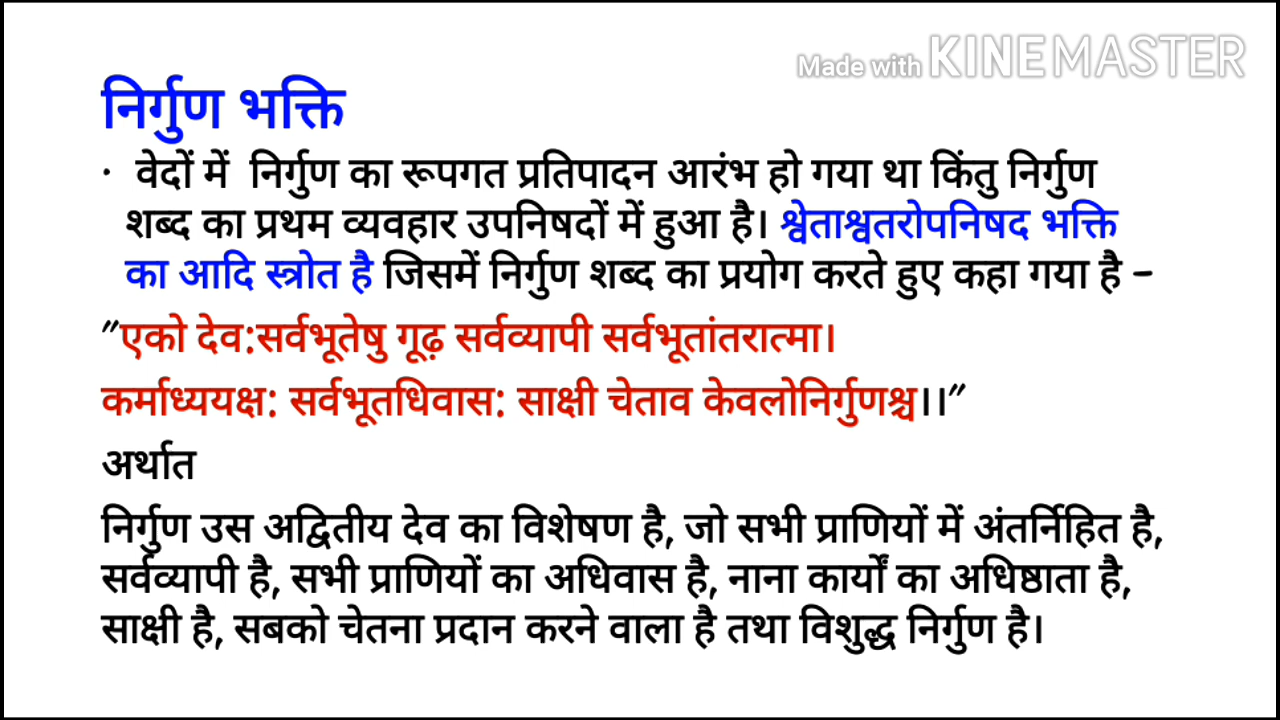 Made with KINEMASTER
निर्गुण भक्ति
· वेदों में निर्गुण का रूपगत प्रतिपादन आरंभ हो गया था किंतु निर्गुण
शब्द का प्रथम व्यवहार उपनिषदों में हुआ है। श्वेताश्वतरोपनिषद भक्ति
का आदि स्त्रोत है जिसमें निर्गुण शब्द का प्रयोग करते हुए कहा गया है –
"एको देव:सर्वभूतेषु गूढ़ सर्वव्यापी सर्वभूतांतरात्मा।
कर्माध्ययक्ष: सर्वभूतधिवास: साक्षी चेताव केवलोनिर्गुणश्च।।"
अर्थात
निर्गुण उस अद्वितीय देव का विशेषण है, जो सभी प्राणियों में अंतर्निहित है,
सर्वव्यापी है, सभी प्राणियों का अधिवास है, नाना कार्यों का अधिष्ठाता है,
साक्षी है, सबको चेतना प्रदान करने वाला है तथा विशुद्ध निर्गुण है।